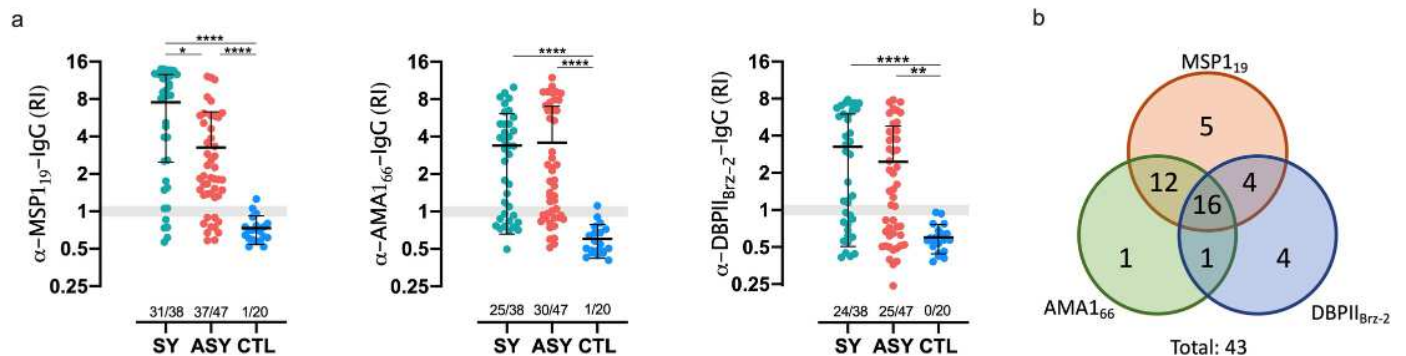 a
α-MSP1₁₉-IgG (RI)
16
8
4
2
1
0.5
0.25
****
* ****
31/38 37/47 1/20
SY ASY CTL
α-AMA1₆₆-IgG (RI)
16
8
4
2
1
0.5
0.25
****
****
25/38 30/47 1/20
SY ASY CTL
α-DBPII_Brz-2-IgG (RI)
16
8
4
2
1
0.5
0.25
****
**
24/38 25/47 0/20
SY ASY CTL
b
MSP1₁₉
5
12 4
16
1 1 4
AMA1₆₆
DBPII_Brz-2
Total: 43